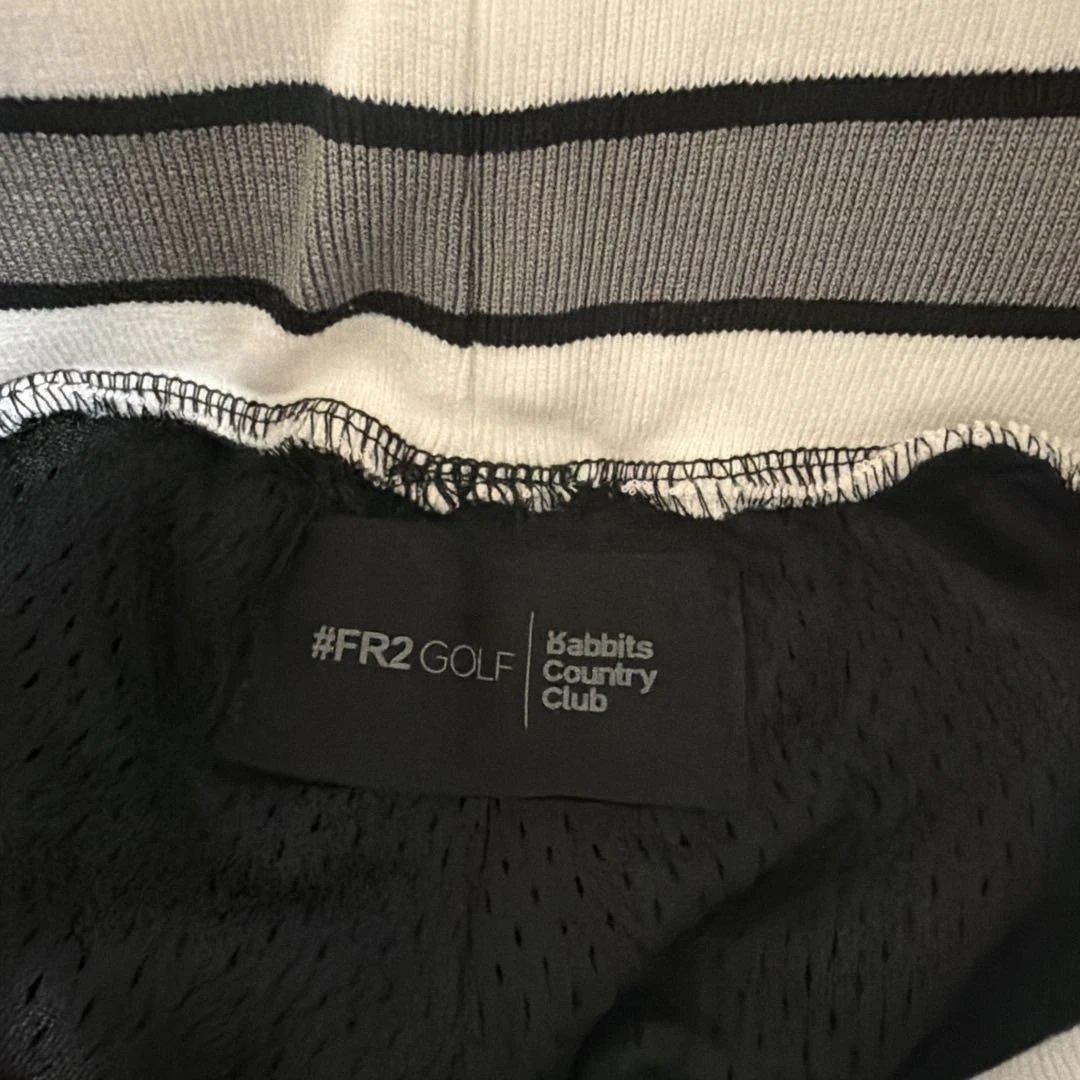 #FR2 GOLF
Rabbits
Country
Club